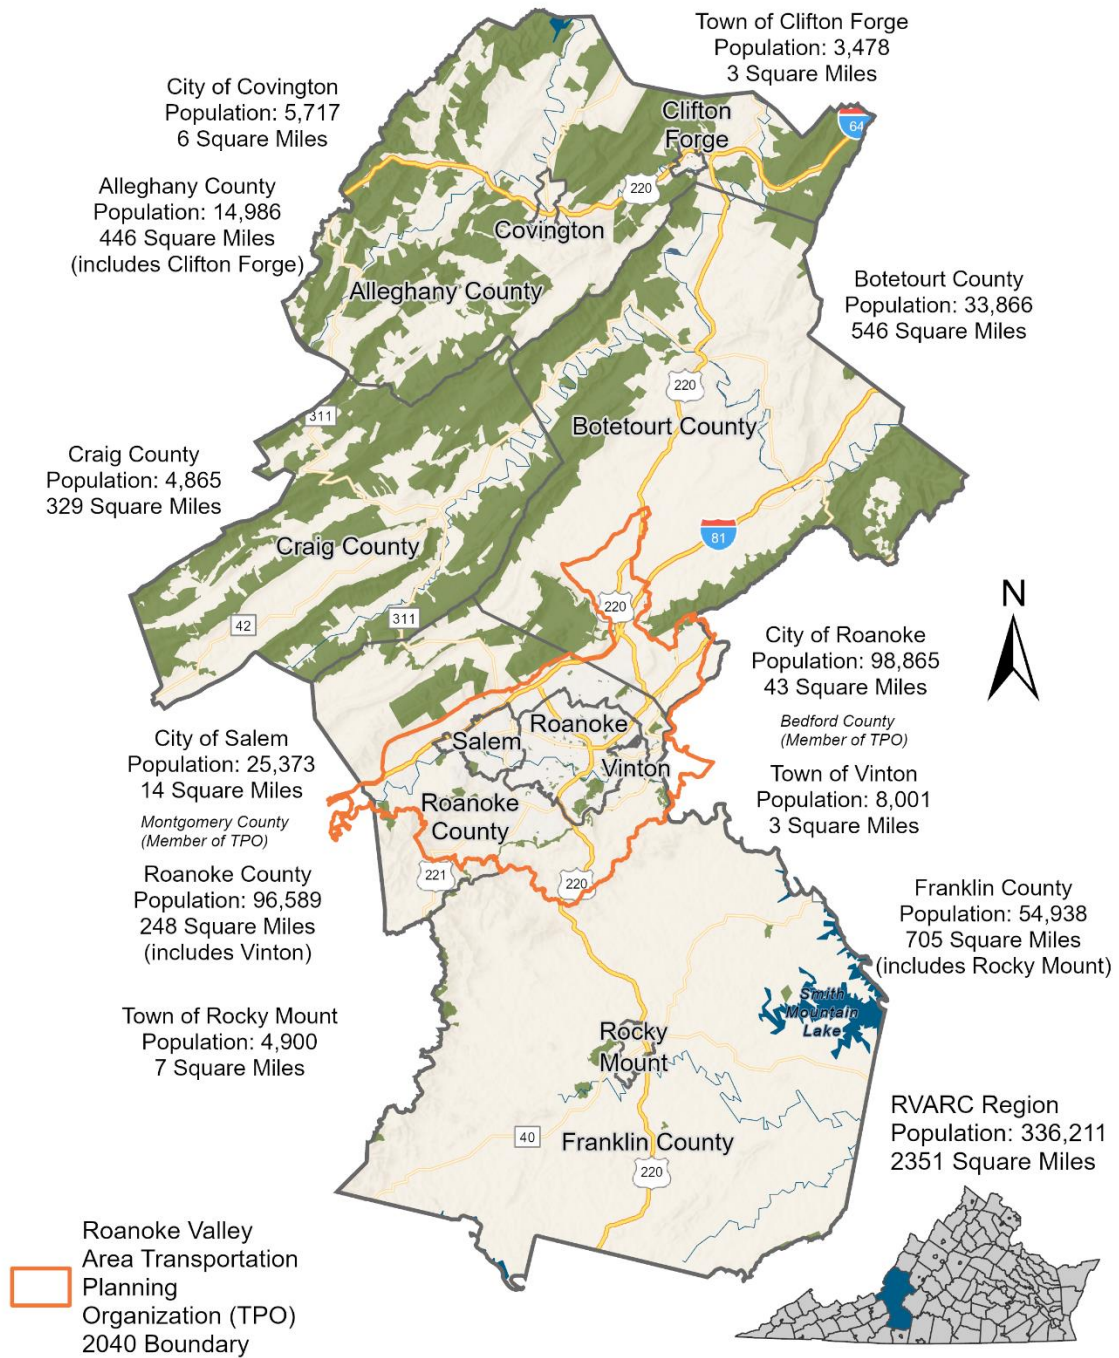 Town of Clifton Forge
Population: 3,478
3 Square Miles
City of Covington
Population: 5,717
6 Square Miles
Clifton
Forge
64
Alleghany County
Population: 14,986
446 Square Miles
(includes Clifton Forge)
220
Covington
Alleghany County
Botetourt County
Population: 33,866
546 Square Miles
220
311
Botetourt County
Craig County
Population: 4,865
329 Square Miles
81
Craig County
42
311
220
N
City of Roanoke
Population: 98,865
43 Square Miles
Bedford County
(Member of TPO)
Roanoke
Salem
Vinton
City of Salem
Population: 25,373
14 Square Miles
Town of Vinton
Population: 8,001
3 Square Miles
Roanoke
County
Montgomery County
(Member of TPO)
221
220
Roanoke County
Population: 96,589
248 Square Miles
(includes Vinton)
Franklin County
Population: 54,938
705 Square Miles
(includes Rocky Mount)
Smith
Mountain
Lake
Town of Rocky Mount
Population: 4,900
7 Square Miles
Rocky
Mount
40
Franklin County
220
RVARC Region
Population: 336,211
2351 Square Miles
Roanoke Valley
Area Transportation
Planning
Organization (TPO)
2040 Boundary